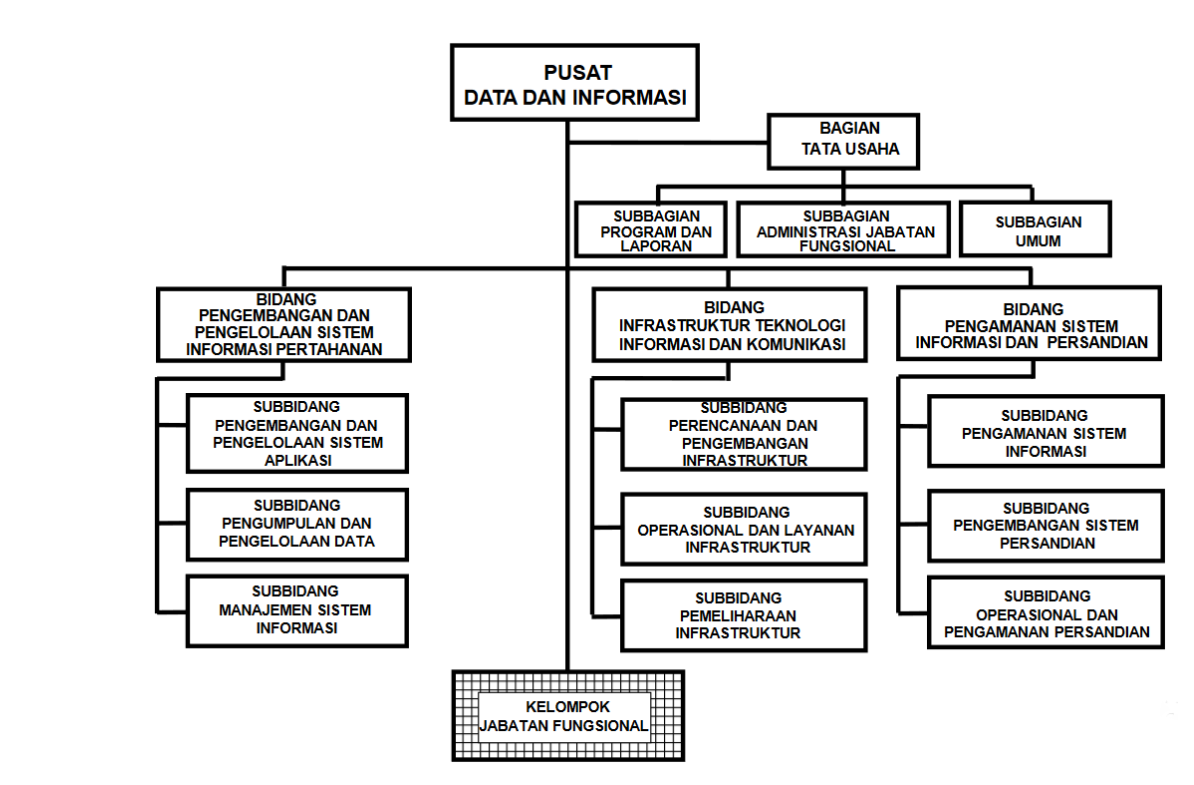 PUSAT
DATA DAN INFORMASI
BAGIAN
TATA USAHA
SUBBAGIAN
PROGRAM DAN
LAPORAN
SUBBAGIAN
ADMINISTRASI JABATAN
FUNGSIONAL
SUBBAGIAN
UMUM
BIDANG
PENGEMBANGAN DAN
PENGELOLAAN SISTEM
INFORMASI PERTAHANAN
BIDANG
INFRASTRUKTUR TEKNOLOGI
INFORMASI DAN KOMUNIKASI
BIDANG
PENGAMANAN SISTEM
INFORMASI DAN PERSANDIAN
SUBBIDANG
PENGEMBANGAN DAN
PENGELOLAAN SISTEM
APLIKASI
SUBBIDANG
PENGUMPULAN DAN
PENGELOLAAN DATA
SUBBIDANG
MANAJEMEN SISTEM
INFORMASI
SUBBIDANG
PERENCANAAN DAN
PENGEMBANGAN
INFRASTRUKTUR
SUBBIDANG
OPERASIONAL DAN LAYANAN
INFRASTRUKTUR
SUBBIDANG
PEMELIHARAAN
INFRASTRUKTUR
SUBBIDANG
PENGAMANAN SISTEM
INFORMASI
SUBBIDANG
PENGEMBANGAN SISTEM
PERSANDIAN
SUBBIDANG
OPERASIONAL DAN
PENGAMANAN PERSANDIAN
KELOMPOK
JABATAN FUNGSIONAL